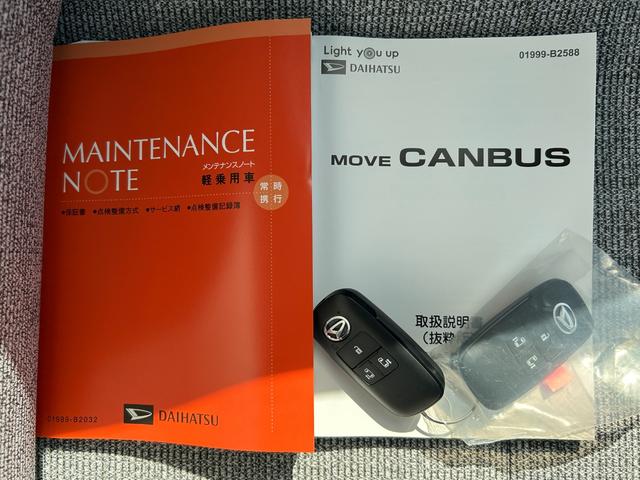 MAINTENANCE
NOTE
メンテナンスノート
軽乗用車
常時
携行
●保証書 ●点検整備方式 ●サービス網 ●点検整備記録簿
01989-B2032
DAIHATSU
Light you up
DAIHATSU
01999-B2588
MOVE CANBUS
取扱説明書
（抜粋